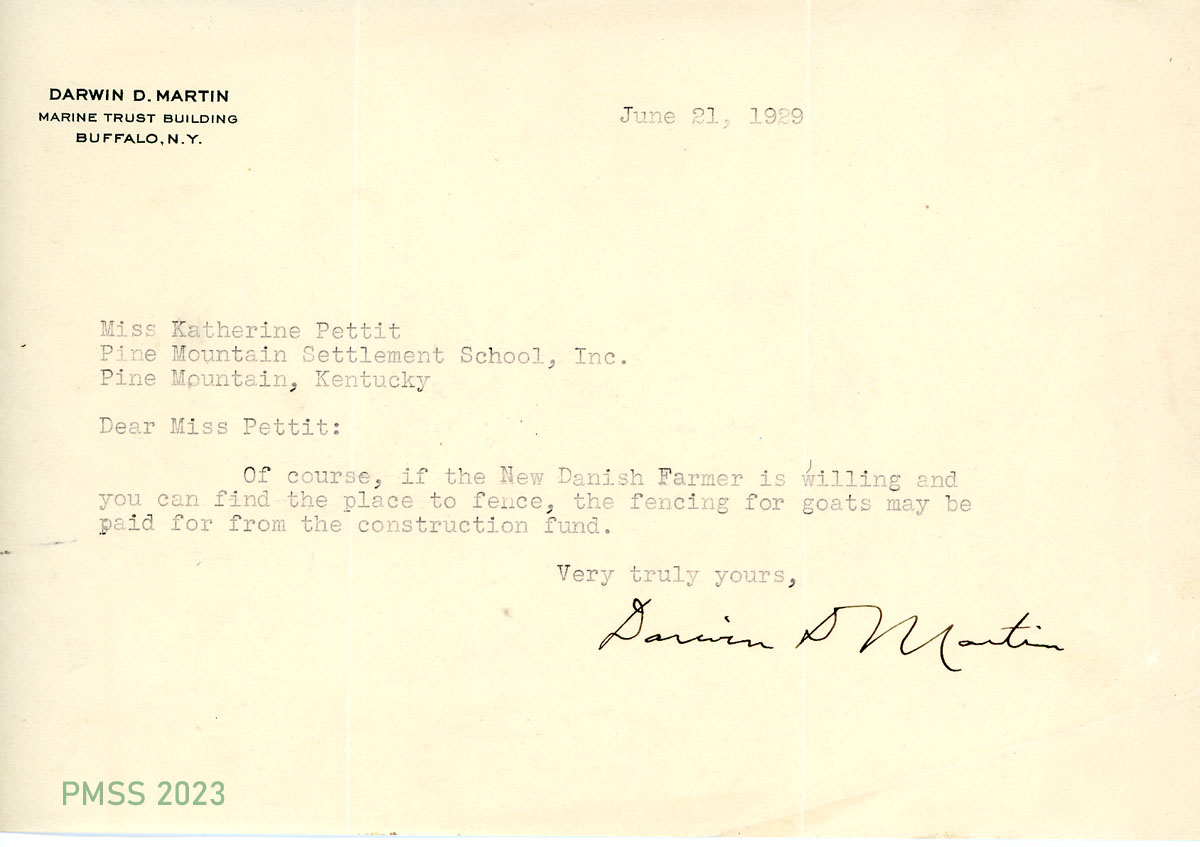 DARWIN D. MARTIN
MARINE TRUST BUILDING
BUFFALO, N.Y.
June 21, 1929
Miss Katherine Pettit
Pine Mountain Settlement School, Inc.
Pine Mountain, Kentucky
Dear Miss Pettit:
Of course, if the New Danish Farmer is willing and
you can find the place to fence, the fencing for goats may be
paid for from the construction fund.
Very truly yours,
Darwin D Martin
PMSS 2023